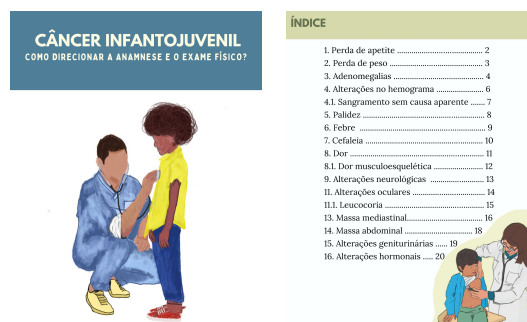 CÂNCER INFANTOJUVENIL
COMO DIRECIONAR A ANAMNESE E O EXAME FÍSICO?
ÍNDICE
1. Perda de apetite ........................................ 2
2. Perda de peso .......................................... 3
3. Adenomegalias ........................................ 4
4. Alterações no hemograma ..................... 6
4.1. Sangramento sem causa aparente ...... 7
5. Palidez ....................................................... 8
6. Febre ........................................................ 9
7. Cefaleia .................................................... 10
8. Dor ........................................................... 11
8.1. Dor musculoesquelética ...................... 12
9. Alterações neurológicas ........................ 13
11. Alterações oculares ............................... 14
11.1. Leucocoria ............................................ 15
13. Massa mediastinal................................. 16
14. Massa abdominal ............................ 18
15. Alterações geniturinárias ...... 19
16. Alterações hormonais ..... 20